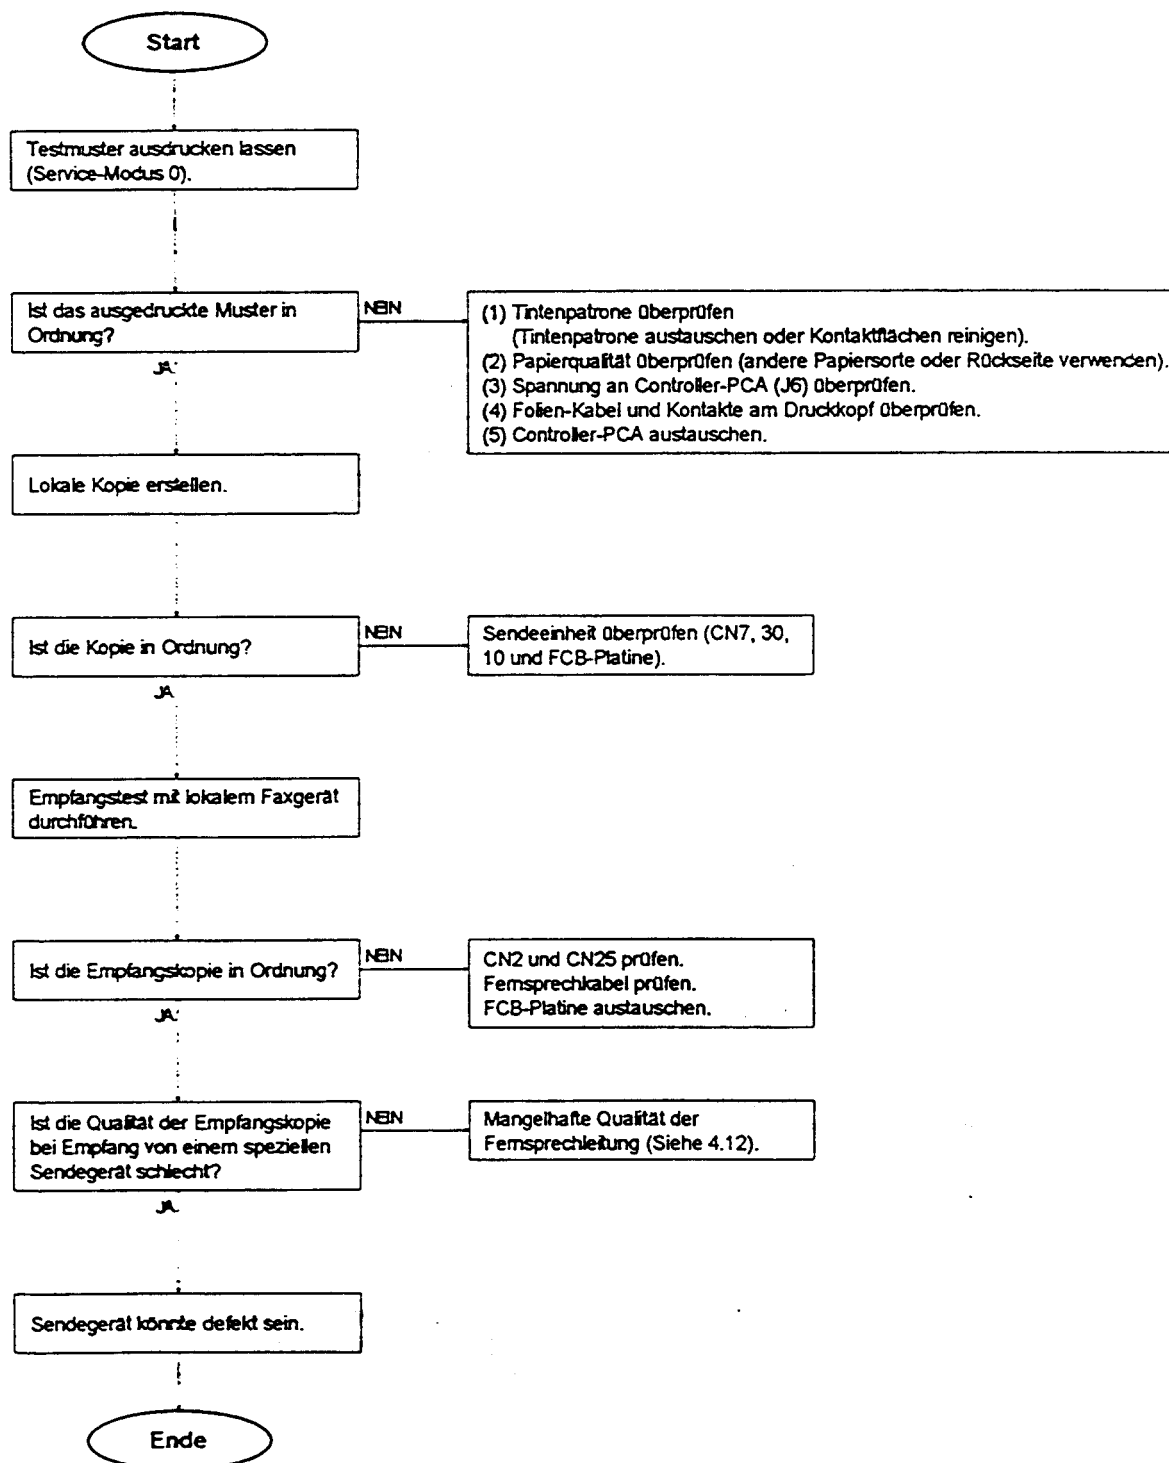 Start
Testmuster ausdrucken lassen
(Service-Modus 0).
Ist das ausgedruckte Muster in
Ordnung?
NEIN
(1) Tintenpatrone überprüfen
(Tintenpatrone austauschen oder Kontaktflächen reinigen).
(2) Papierqualität überprüfen (andere Papiersorte oder Rückseite verwenden).
(3) Spannung an Controller-PCA (J6) überprüfen.
(4) Folien-Kabel und Kontakte am Druckkopf überprüfen.
(5) Controller-PCA austauschen.
JA
Lokale Kopie erstellen.
Ist die Kopie in Ordnung?
NEIN
Sendeeinheit überprüfen (CN7, 30,
10 und FCB-Platine).
JA
Empfangstest mit lokalem Faxgerät
durchführen.
Ist die Empfangskopie in Ordnung?
NEIN
CN2 und CN25 prüfen.
Fernsprechkabel prüfen.
FCB-Platine austauschen.
JA
Ist die Qualität der Empfangskopie
bei Empfang von einem speziellen
Sendegerät schlecht?
NEIN
Mangelhafte Qualität der
Fernsprechleitung (Siehe 4.12).
JA
Sendegerät könnte defekt sein.
Ende